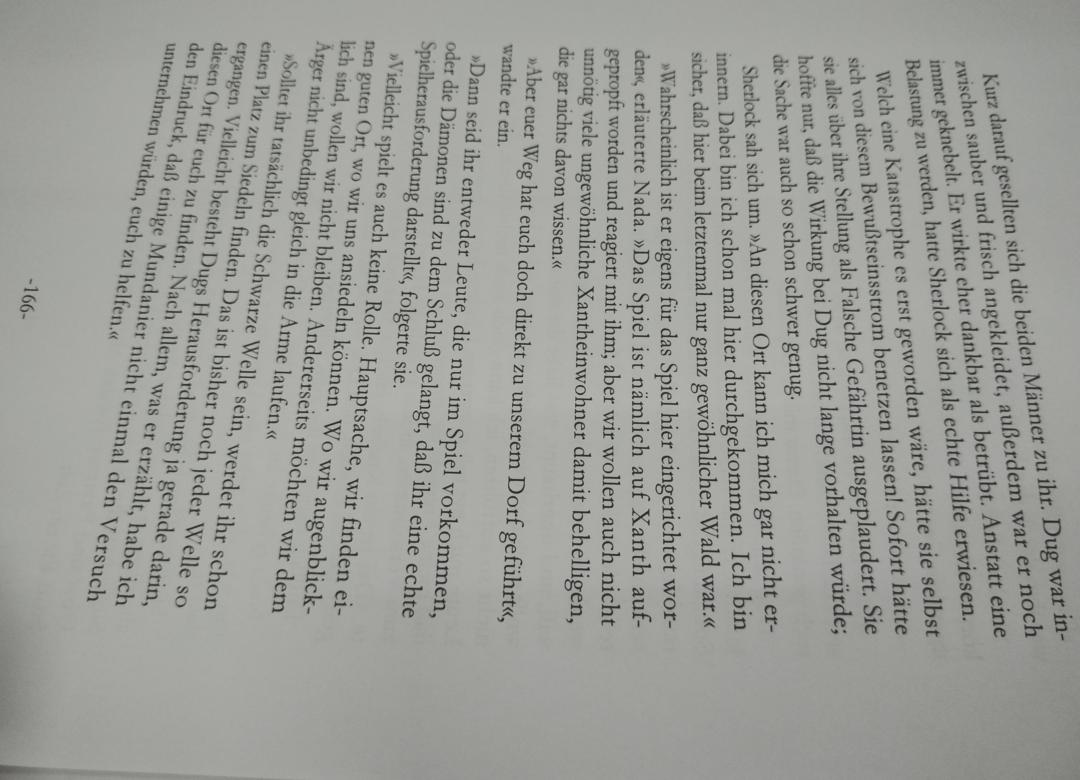 Kurz darauf gesellten sich die beiden Männer zu ihr. Dug war in-
zwischen sauber und frisch angekleidet, außerdem war er noch
immer geknebelt. Er wirkte eher dankbar als betrübt. Anstatt eine
Belastung zu werden, hatte Sherlock sich als echte Hilfe erwiesen.
Welch eine Katastrophe es erst geworden wäre, hätte sie selbst
sich von diesem Bewußtseinsstrom benetzen lassen! Sofort hätte
sie alles über ihre Stellung als Falsche Gefährtin ausgeplaudert. Sie
hoffte nur, daß die Wirkung bei Dug nicht lange vorhalten würde;
die Sache war auch so schon schwer genug.
Sherlock sah sich um. »An diesen Ort kann ich mich gar nicht er-
innern. Dabei bin ich schon mal hier durchgekommen. Ich bin
sicher, daß hier beim letztenmal nur ganz gewöhnlicher Wald war.«
»Wahrscheinlich ist er eigens für das Spiel hier eingerichtet wor-
den«, erläuterte Nada. »Das Spiel ist nämlich auf Xanth auf-
gepropft worden und reagiert mit ihm; aber wir wollen auch nicht
unnötig viele ungewöhnliche Xantheinwohner damit behelligen,
die gar nichts davon wissen.«
»Aber euer Weg hat euch doch direkt zu unserem Dorf geführt«,
wandte er ein.
»Dann seid ihr entweder Leute, die nur im Spiel vorkommen,
oder die Dämonen sind zu dem Schluß gelangt, daß ihr eine echte
Spielherausforderung darstellt«, folgerte sie.
»Vielleicht spielt es auch keine Rolle. Hauptsache, wir finden ei-
nen guten Ort, wo wir uns ansiedeln können. Wo wir augenblick-
lich sind, wollen wir nicht bleiben. Andererseits möchten wir dem
Ärger nicht unbedingt gleich in die Arme laufen.«
»Solltet ihr tatsächlich die Schwarze Welle sein, werdet ihr schon
einen Platz zum Siedeln finden. Das ist bisher noch jeder Welle so
ergangen. Vielleicht besteht Dugs Herausforderung ja gerade darin,
diesen Ort für euch zu finden. Nach allem, was er erzählt, habe ich
den Eindruck, daß einige Mundanier nicht einmal den Versuch
unternehmen würden, euch zu helfen.«
-166-